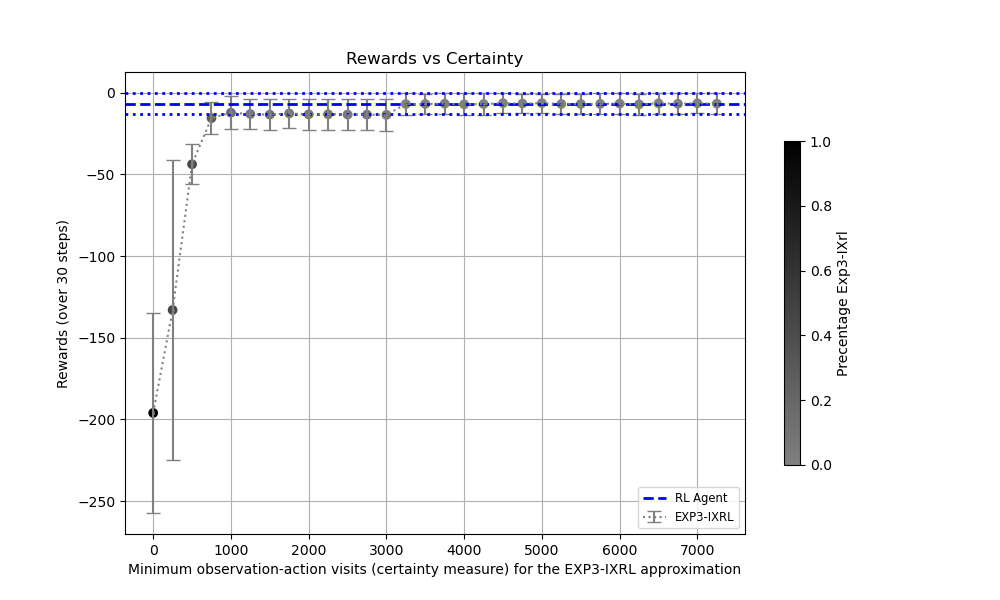 Rewards vs Certainty
Rewards (over 30 steps)
0
−50
−100
−150
−200
−250
0 1000 2000 3000 4000 5000 6000 7000
Minimum observation-action visits (certainty measure) for the EXP3-IXRL approximation
RL Agent
EXP3-IXRL
1.0
0.8
0.6
0.4
0.2
0.0
Precentage Exp3-IXrl